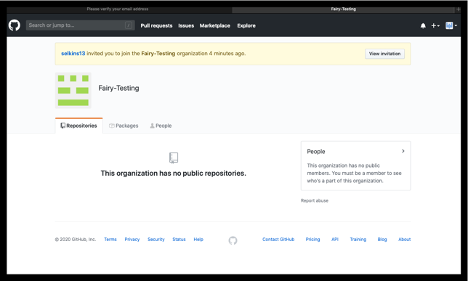 Please verify your email address
Fairy-Testing
Search or jump to...
Pull requests Issues Marketplace Explore
selkins13 invited you to join the Fairy-Testing organization 4 minutes ago.
View invitation
Fairy-Testing
Repositories Packages People
This organization has no public repositories.
People
This organization has no public
members. You must be a member to see
who's a part of this organization.
Report abuse
© 2020 GitHub, Inc. Terms Privacy Security Status Help
Contact GitHub Pricing API Training Blog About